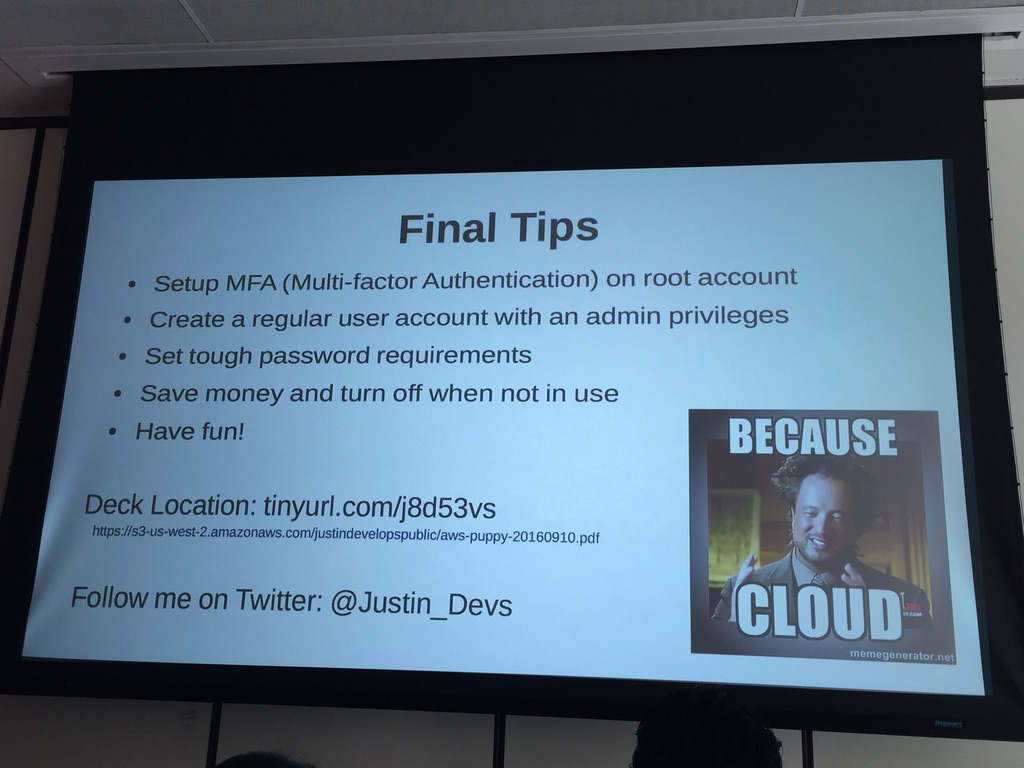 Final Tips
• Setup MFA (Multi-factor Authentication) on root account
• Create a regular user account with an admin privileges
• Set tough password requirements
• Save money and turn off when not in use
• Have fun!
Deck Location: tinyurl.com/j8d53vs
https://s3-us-west-2.amazonaws.com/justindevelopspublic/aws-puppy-20160910.pdf
Follow me on Twitter: @Justin_Devs
BECAUSE
CLOUD
memegenerator.net
Stewart